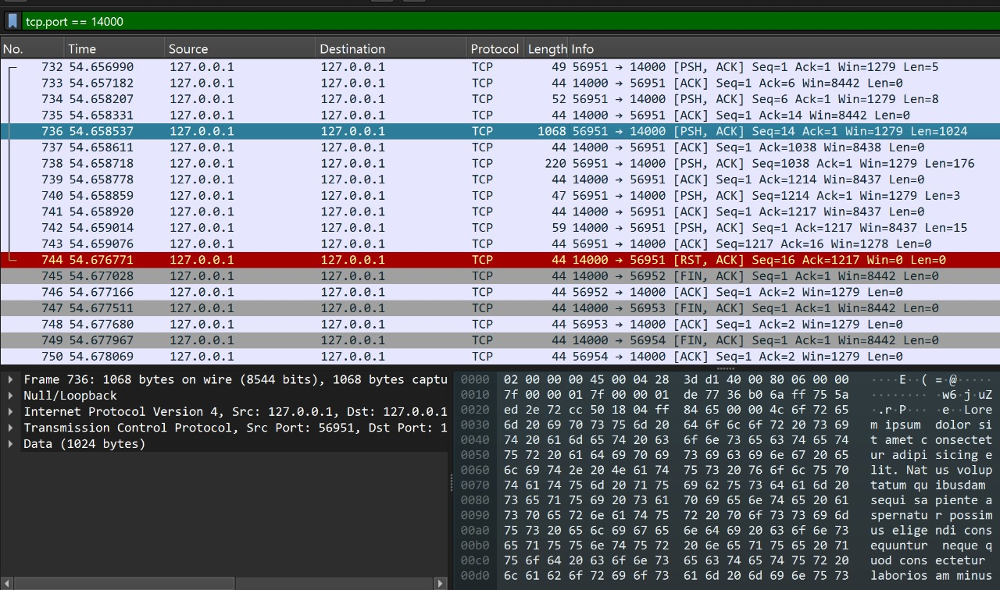 tcp.port == 14000
No. Time Source Destination Protocol Length Info
732 54.656990 127.0.0.1 127.0.0.1 TCP 49 56951 → 14000 [PSH, ACK] Seq=1 Ack=1 Win=1279 Len=5
733 54.657182 127.0.0.1 127.0.0.1 TCP 44 14000 → 56951 [ACK] Seq=1 Ack=6 Win=8442 Len=0
734 54.658207 127.0.0.1 127.0.0.1 TCP 52 56951 → 14000 [PSH, ACK] Seq=6 Ack=1 Win=1279 Len=8
735 54.658331 127.0.0.1 127.0.0.1 TCP 44 14000 → 56951 [ACK] Seq=1 Ack=14 Win=8442 Len=0
736 54.658537 127.0.0.1 127.0.0.1 TCP 1068 56951 → 14000 [PSH, ACK] Seq=14 Ack=1 Win=1279 Len=1024
737 54.658611 127.0.0.1 127.0.0.1 TCP 44 14000 → 56951 [ACK] Seq=1 Ack=1038 Win=8438 Len=0
738 54.658718 127.0.0.1 127.0.0.1 TCP 220 56951 → 14000 [PSH, ACK] Seq=1038 Ack=1 Win=1279 Len=176
739 54.658778 127.0.0.1 127.0.0.1 TCP 44 14000 → 56951 [ACK] Seq=1 Ack=1214 Win=8437 Len=0
740 54.658859 127.0.0.1 127.0.0.1 TCP 47 56951 → 14000 [PSH, ACK] Seq=1214 Ack=1 Win=1279 Len=3
741 54.658920 127.0.0.1 127.0.0.1 TCP 44 14000 → 56951 [ACK] Seq=1 Ack=1217 Win=8437 Len=0
742 54.659014 127.0.0.1 127.0.0.1 TCP 59 14000 → 56951 [PSH, ACK] Seq=1 Ack=1217 Win=8437 Len=15
743 54.659076 127.0.0.1 127.0.0.1 TCP 44 56951 → 14000 [ACK] Seq=1217 Ack=16 Win=1278 Len=0
744 54.676771 127.0.0.1 127.0.0.1 TCP 44 14000 → 56951 [RST, ACK] Seq=16 Ack=1217 Win=0 Len=0
745 54.677028 127.0.0.1 127.0.0.1 TCP 44 14000 → 56952 [FIN, ACK] Seq=1 Ack=1 Win=8442 Len=0
746 54.677166 127.0.0.1 127.0.0.1 TCP 44 56952 → 14000 [ACK] Seq=1 Ack=2 Win=1279 Len=0
747 54.677511 127.0.0.1 127.0.0.1 TCP 44 14000 → 56953 [FIN, ACK] Seq=1 Ack=1 Win=8442 Len=0
748 54.677680 127.0.0.1 127.0.0.1 TCP 44 56953 → 14000 [ACK] Seq=1 Ack=2 Win=1279 Len=0
749 54.677967 127.0.0.1 127.0.0.1 TCP 44 14000 → 56954 [FIN, ACK] Seq=1 Ack=1 Win=8442 Len=0
750 54.678069 127.0.0.1 127.0.0.1 TCP 44 56954 → 14000 [ACK] Seq=1 Ack=2 Win=1279 Len=0
Frame 736: 1068 bytes on wire (8544 bits), 1068 bytes captu
Null/Loopback
Internet Protocol Version 4, Src: 127.0.0.1, Dst: 127.0.0.1
Transmission Control Protocol, Src Port: 56951, Dst Port: 1
Data (1024 bytes)
0000 02 00 00 00 45 00 04 28 3d d1 40 00 80 06 00 00 ····E··( =·@·····
0010 7f 00 00 01 7f 00 00 01 de 77 36 b0 6a ff 75 5a ········ ·w6·j·uZ
0020 ed 2e 72 cc 50 18 04 ff 84 65 00 00 4c 6f 72 65 ·.r·P··· ·e··Lore
0030 6d 20 69 70 73 75 6d 20 64 6f 6c 6f 72 20 73 69 m ipsum dolor si
0040 74 20 61 6d 65 74 20 63 6f 6e 73 65 63 74 65 74 t amet c onsectet
0050 75 72 20 61 64 69 70 69 73 69 63 69 6e 67 20 65 ur adipi sicing e
0060 6c 69 74 2e 20 4e 61 74 75 73 20 76 6f 6c 75 70 lit. Nat us volup
0070 74 61 74 75 6d 20 71 75 69 62 75 73 64 61 6d 20 tatum qu ibusdam
0080 73 65 71 75 69 20 73 61 70 69 65 6e 74 65 20 61 sequi sa piente a
0090 73 70 65 72 6e 61 74 75 72 20 70 6f 73 73 69 6d spernatu r possim
00a0 75 73 20 65 6c 69 67 65 6e 64 69 20 63 6f 6e 73 us elige ndi cons
00b0 65 71 75 75 6e 74 75 72 20 6e 65 71 75 65 20 71 equuntur neque q
00c0 75 6f 64 20 63 6f 6e 73 65 63 74 65 74 75 72 20 uod cons ectetur
00d0 6c 61 62 6f 72 69 6f 73 61 6d 20 6d 69 6e 75 73 laborios am minus